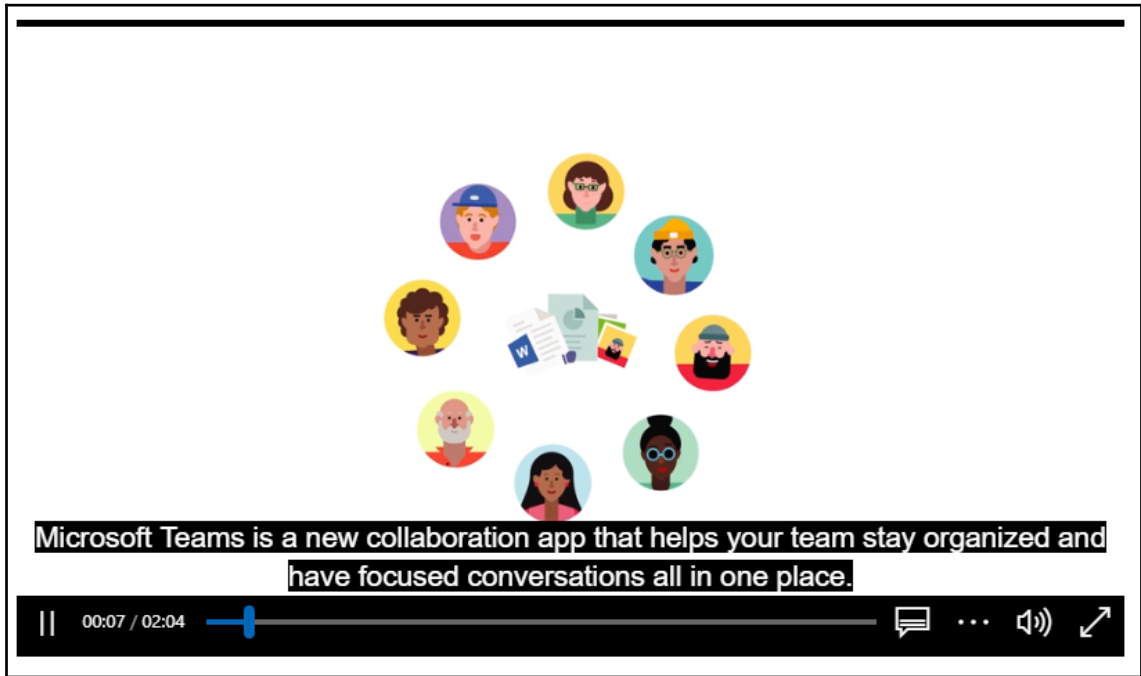 W
Microsoft Teams is a new collaboration app that helps your team stay organized and
have focused conversations all in one place.
00:07 / 02:04